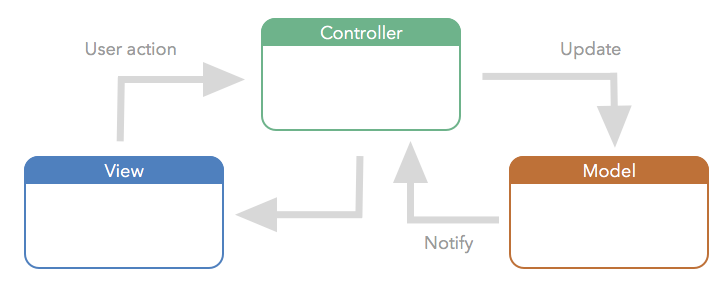 Controller
User action
Update
View
Model
Notify